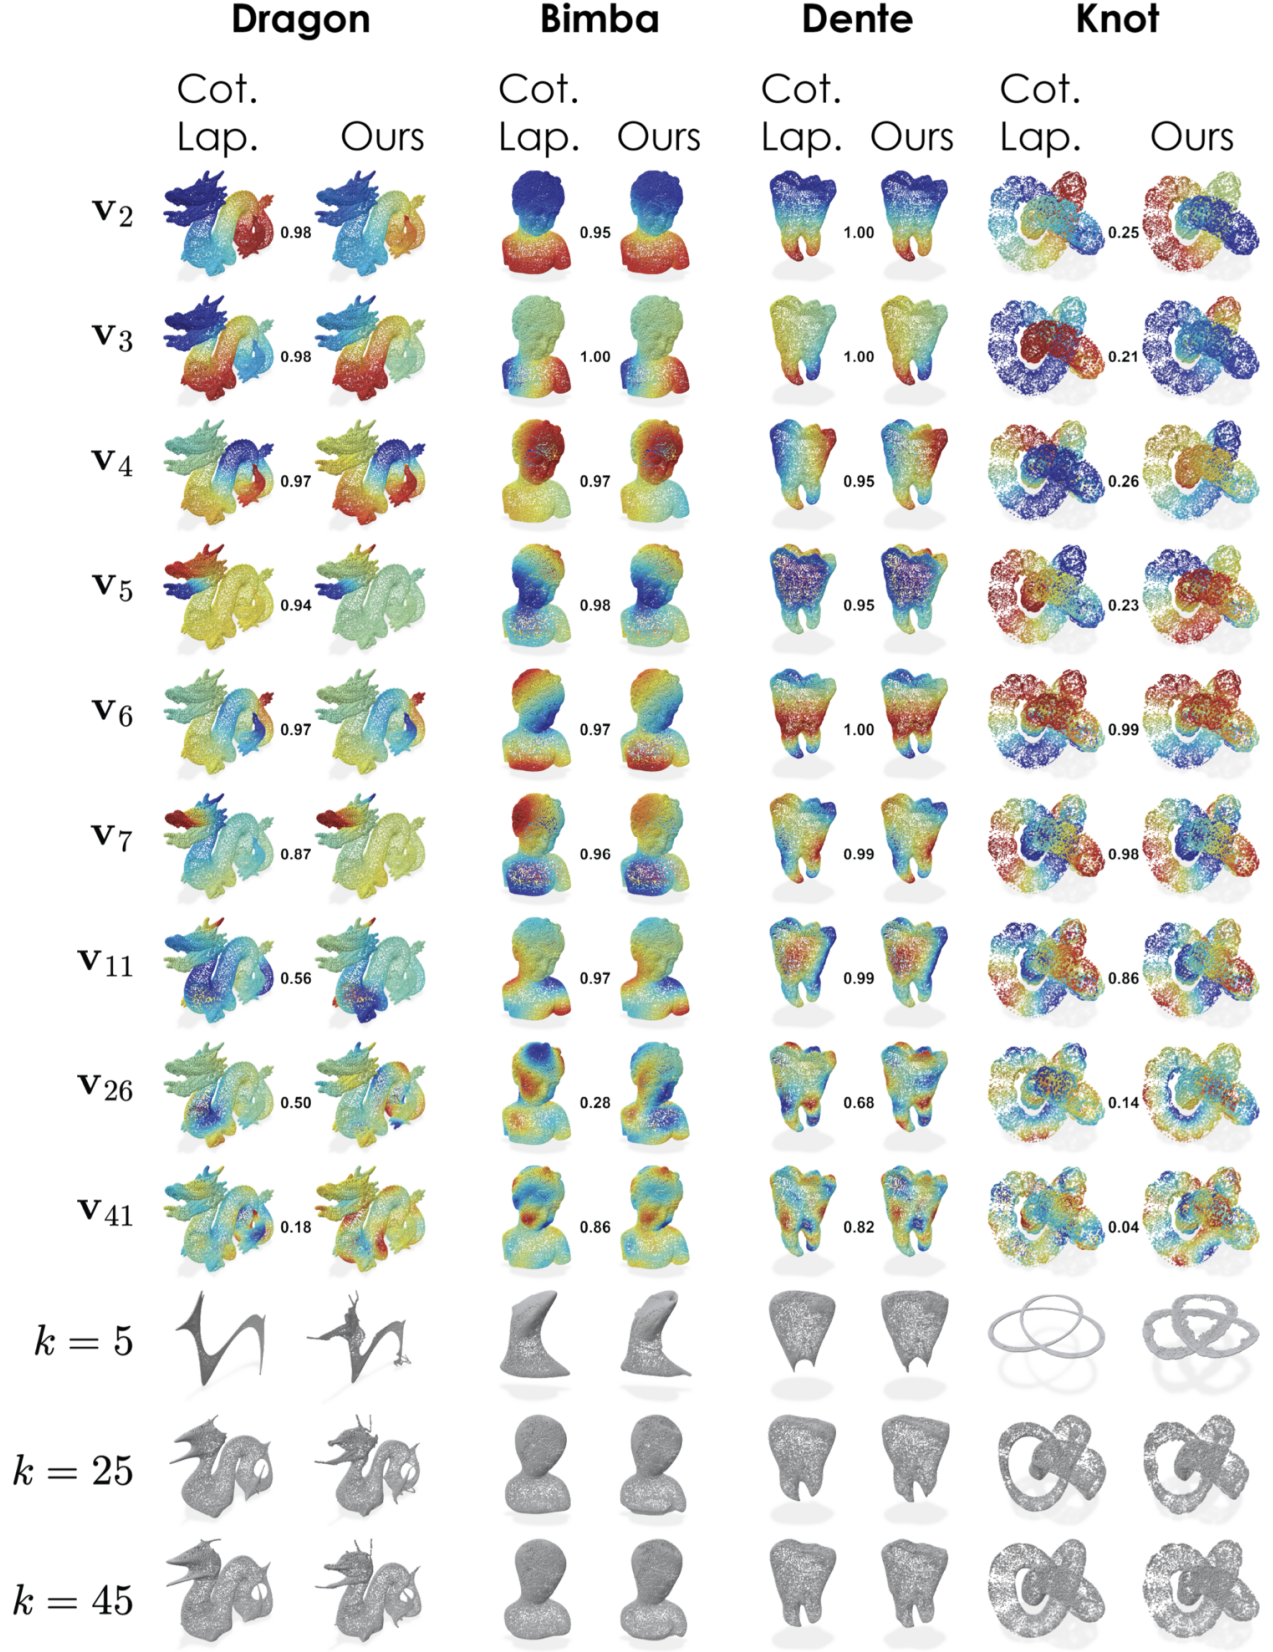 Dragon Bimba Dente Knot
Cot. Cot. Cot. Cot.
Lap. Ours Lap. Ours Lap. Ours Lap. Ours
v2 0.98 0.95 1.00 0.25
v3 0.98 1.00 1.00 0.21
v4 0.97 0.97 0.95 0.26
v5 0.94 0.98 0.95 0.23
v6 0.97 0.97 1.00 0.99
v7 0.87 0.96 0.99 0.98
v11 0.56 0.97 0.99 0.86
v26 0.50 0.28 0.68 0.14
v41 0.18 0.86 0.82 0.04
k = 5
k = 25
k = 45